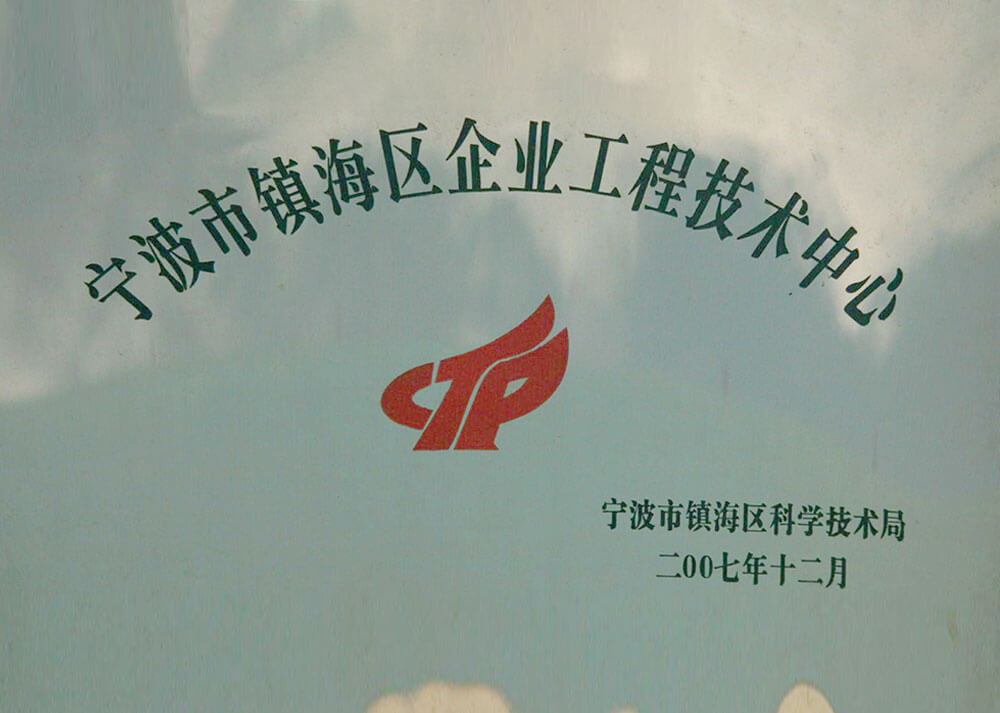 宁波市镇海区企业工程技术中心
CTP
宁波市镇海区科学技术局
二00七年十二月